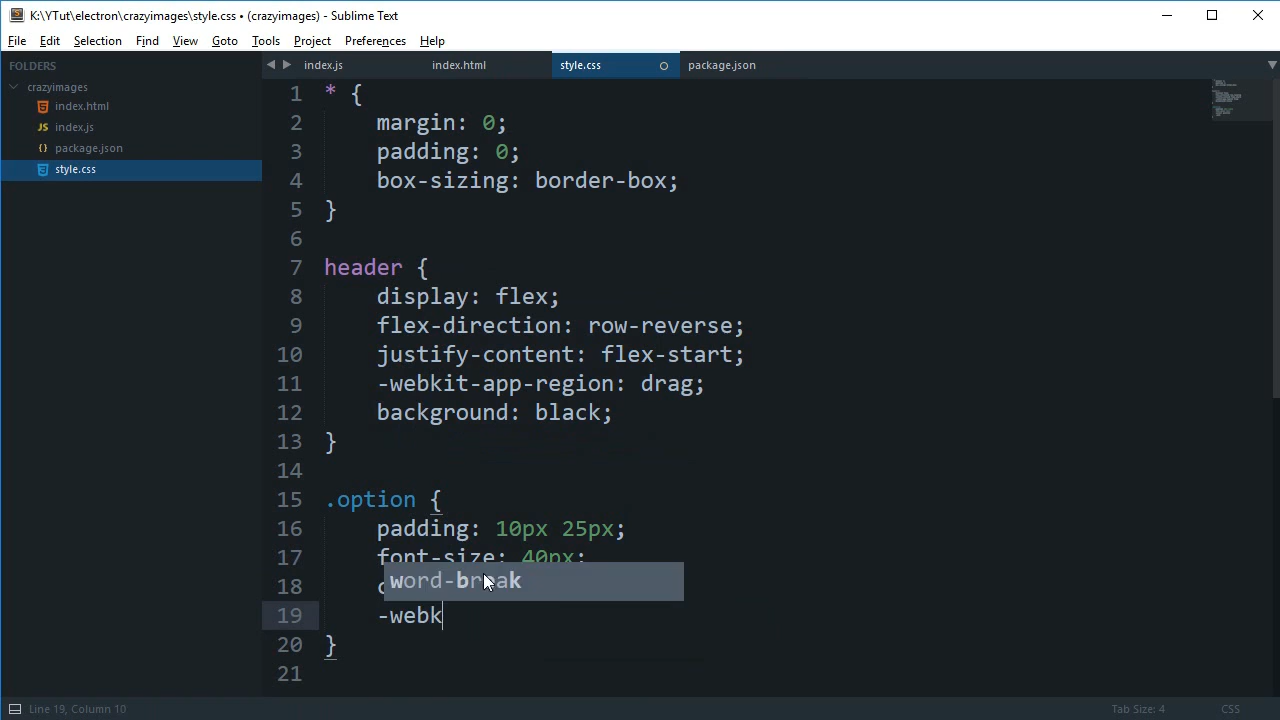 K:\YTut\electron\crazyimages\style.css • (crazyimages) - Sublime Text
File Edit Selection Find View Goto Tools Project Preferences Help
FOLDERS
crazyimages
index.html
index.js
package.json
style.css
index.js index.html style.css package.json
1 * {
2 margin: 0;
3 padding: 0;
4 box-sizing: border-box;
5 }
6
7 header {
8 display: flex;
9 flex-direction: row-reverse;
10 justify-content: flex-start;
11 -webkit-app-region: drag;
12 background: black;
13 }
14
15 .option {
16 padding: 10px 25px;
17 font-size: 40px;
word-break
18
19 -webk
20 }
21
Line 19, Column 10 Tab Size: 4 CSS